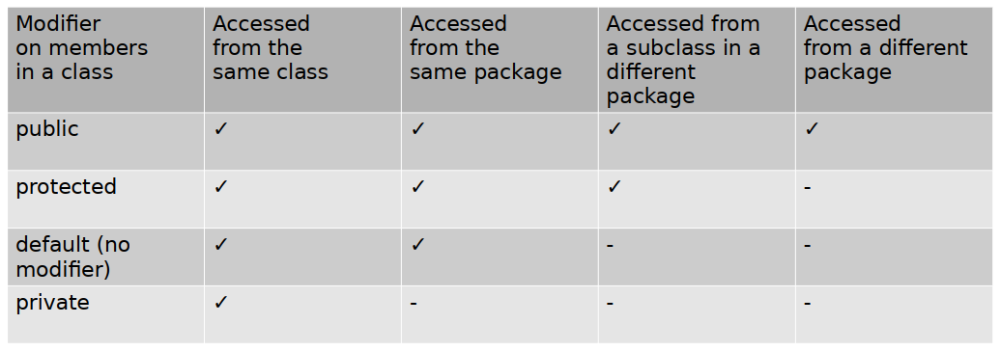 Modifier
on members
in a class
Accessed
from the
same class
Accessed
from the
same package
Accessed from
a subclass in a
different
package
Accessed
from a different
package
public ✓ ✓ ✓ ✓
protected ✓ ✓ ✓ -
default (no
modifier) ✓ ✓ - -
private ✓ - - -